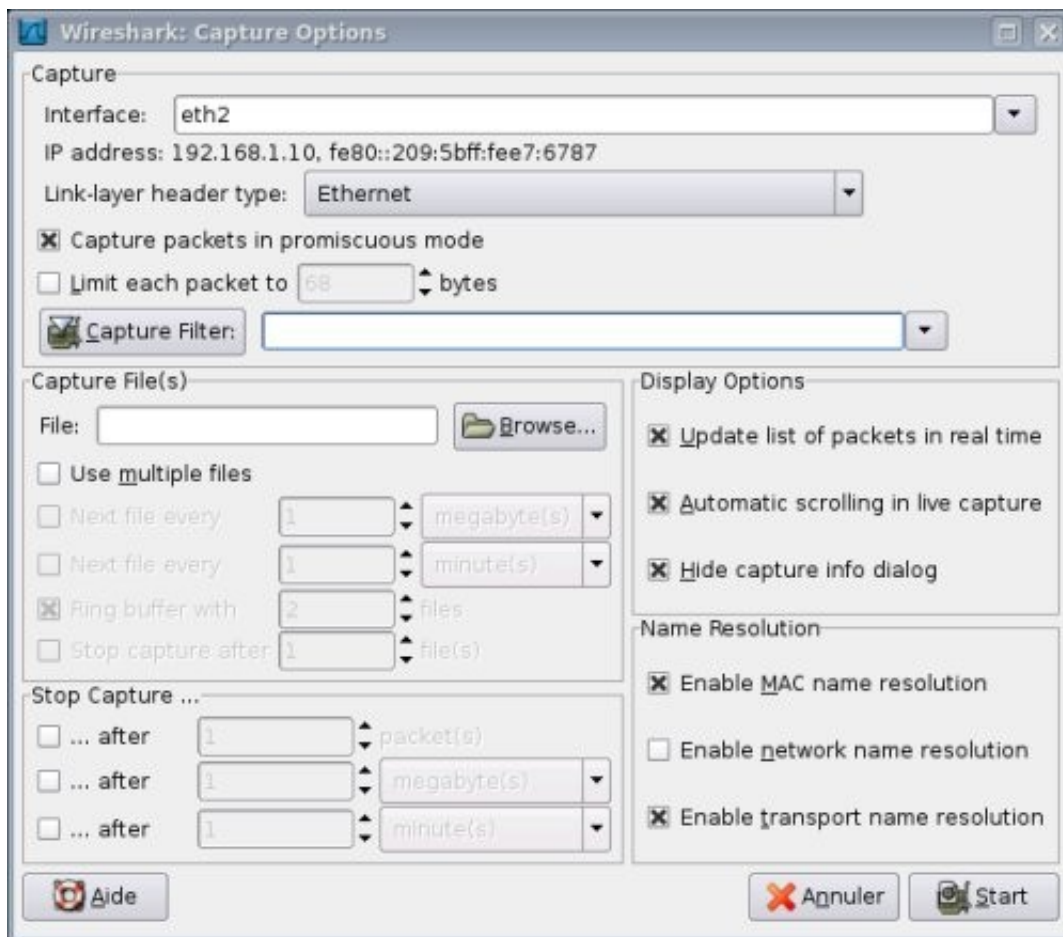 Wireshark: Capture Options
Capture
Interface: eth2
IP address: 192.168.1.10, fe80::209:5bff:fee7:6787
Link-layer header type: Ethernet
Capture packets in promiscuous mode
Limit each packet to 68 bytes
Capture Filter:
Capture File(s)
File: Browse...
Use multiple files
Next file every 1 megabyte(s)
Next file every 1 minute(s)
Ring buffer with 2 files
Stop capture after 1 file(s)
Stop Capture ...
... after 1 packet(s)
... after 1 megabyte(s)
... after 1 minute(s)
Display Options
Update list of packets in real time
Automatic scrolling in live capture
Hide capture info dialog
Name Resolution
Enable MAC name resolution
Enable network name resolution
Enable transport name resolution
Aide Annuler Start